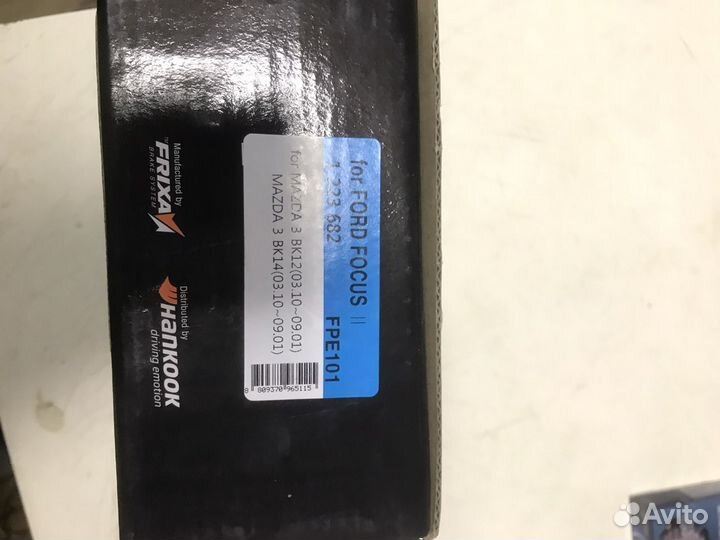 for FORD FOCUS II
1 223 682
FPE101
for MAZDA 3 BK12(03.10~09.01)
MAZDA 3 BK14(03.10~09.01)
8 809370 965115
Manufactured by
FRIXA™
BRAKE SYSTEM
Distributed by
Hankook
driving emotion
Avito